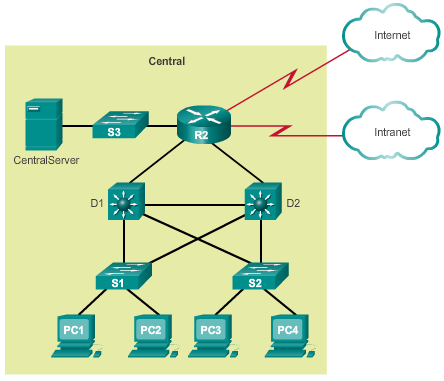 Internet
Central
S3
R2
Intranet
CentralServer
D1
D2
S1
S2
PC1
PC2
PC3
PC4